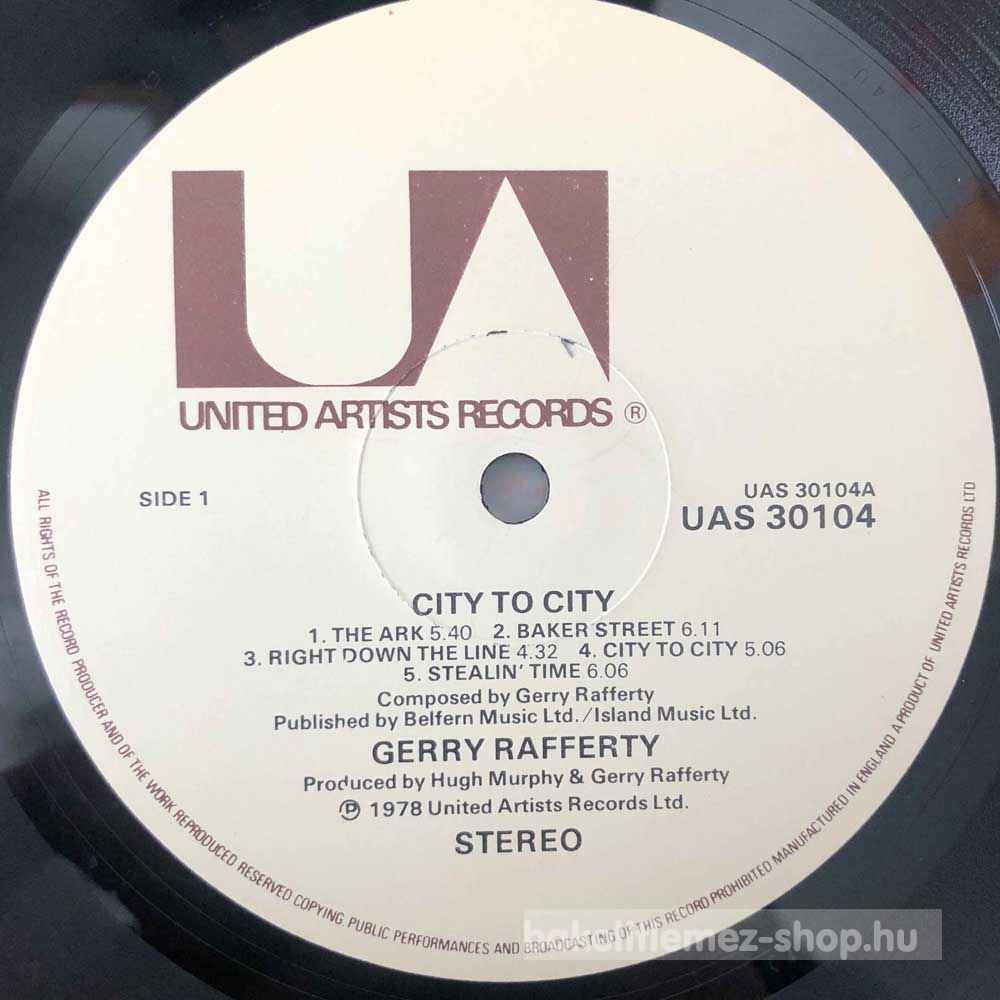 UA
UNITED ARTISTS RECORDS ®
SIDE 1
UAS 30104A
UAS 30104
CITY TO CITY
1. THE ARK 5.40 2. BAKER STREET 6.11
3. RIGHT DOWN THE LINE 4.32 4. CITY TO CITY 5.06
5. STEALIN' TIME 6.06
Composed by Gerry Rafferty
Published by Belfern Music Ltd./Island Music Ltd.
GERRY RAFFERTY
Produced by Hugh Murphy & Gerry Rafferty
℗ 1978 United Artists Records Ltd.
STEREO
ALL RIGHTS OF THE RECORD PRODUCER AND OF THE WORK REPRODUCED RESERVED COPYING, PUBLIC PERFORMANCES AND BROADCASTING OF THIS RECORD PROHIBITED MANUFACTURED IN ENGLAND A PRODUCT OF UNITED ARTISTS RECORDS LTD
bakelitlemez-shop.hu